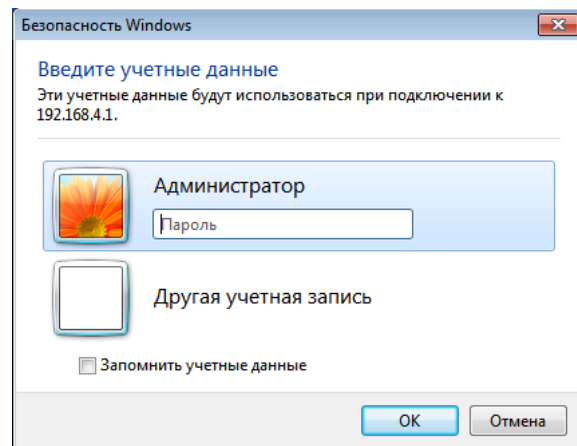 Безопасность Windows
Введите учетные данные
Эти учетные данные будут использоваться при подключении к
192.168.4.1.
Администратор
Пароль
Другая учетная запись
Запомнить учетные данные
ОК
Отмена